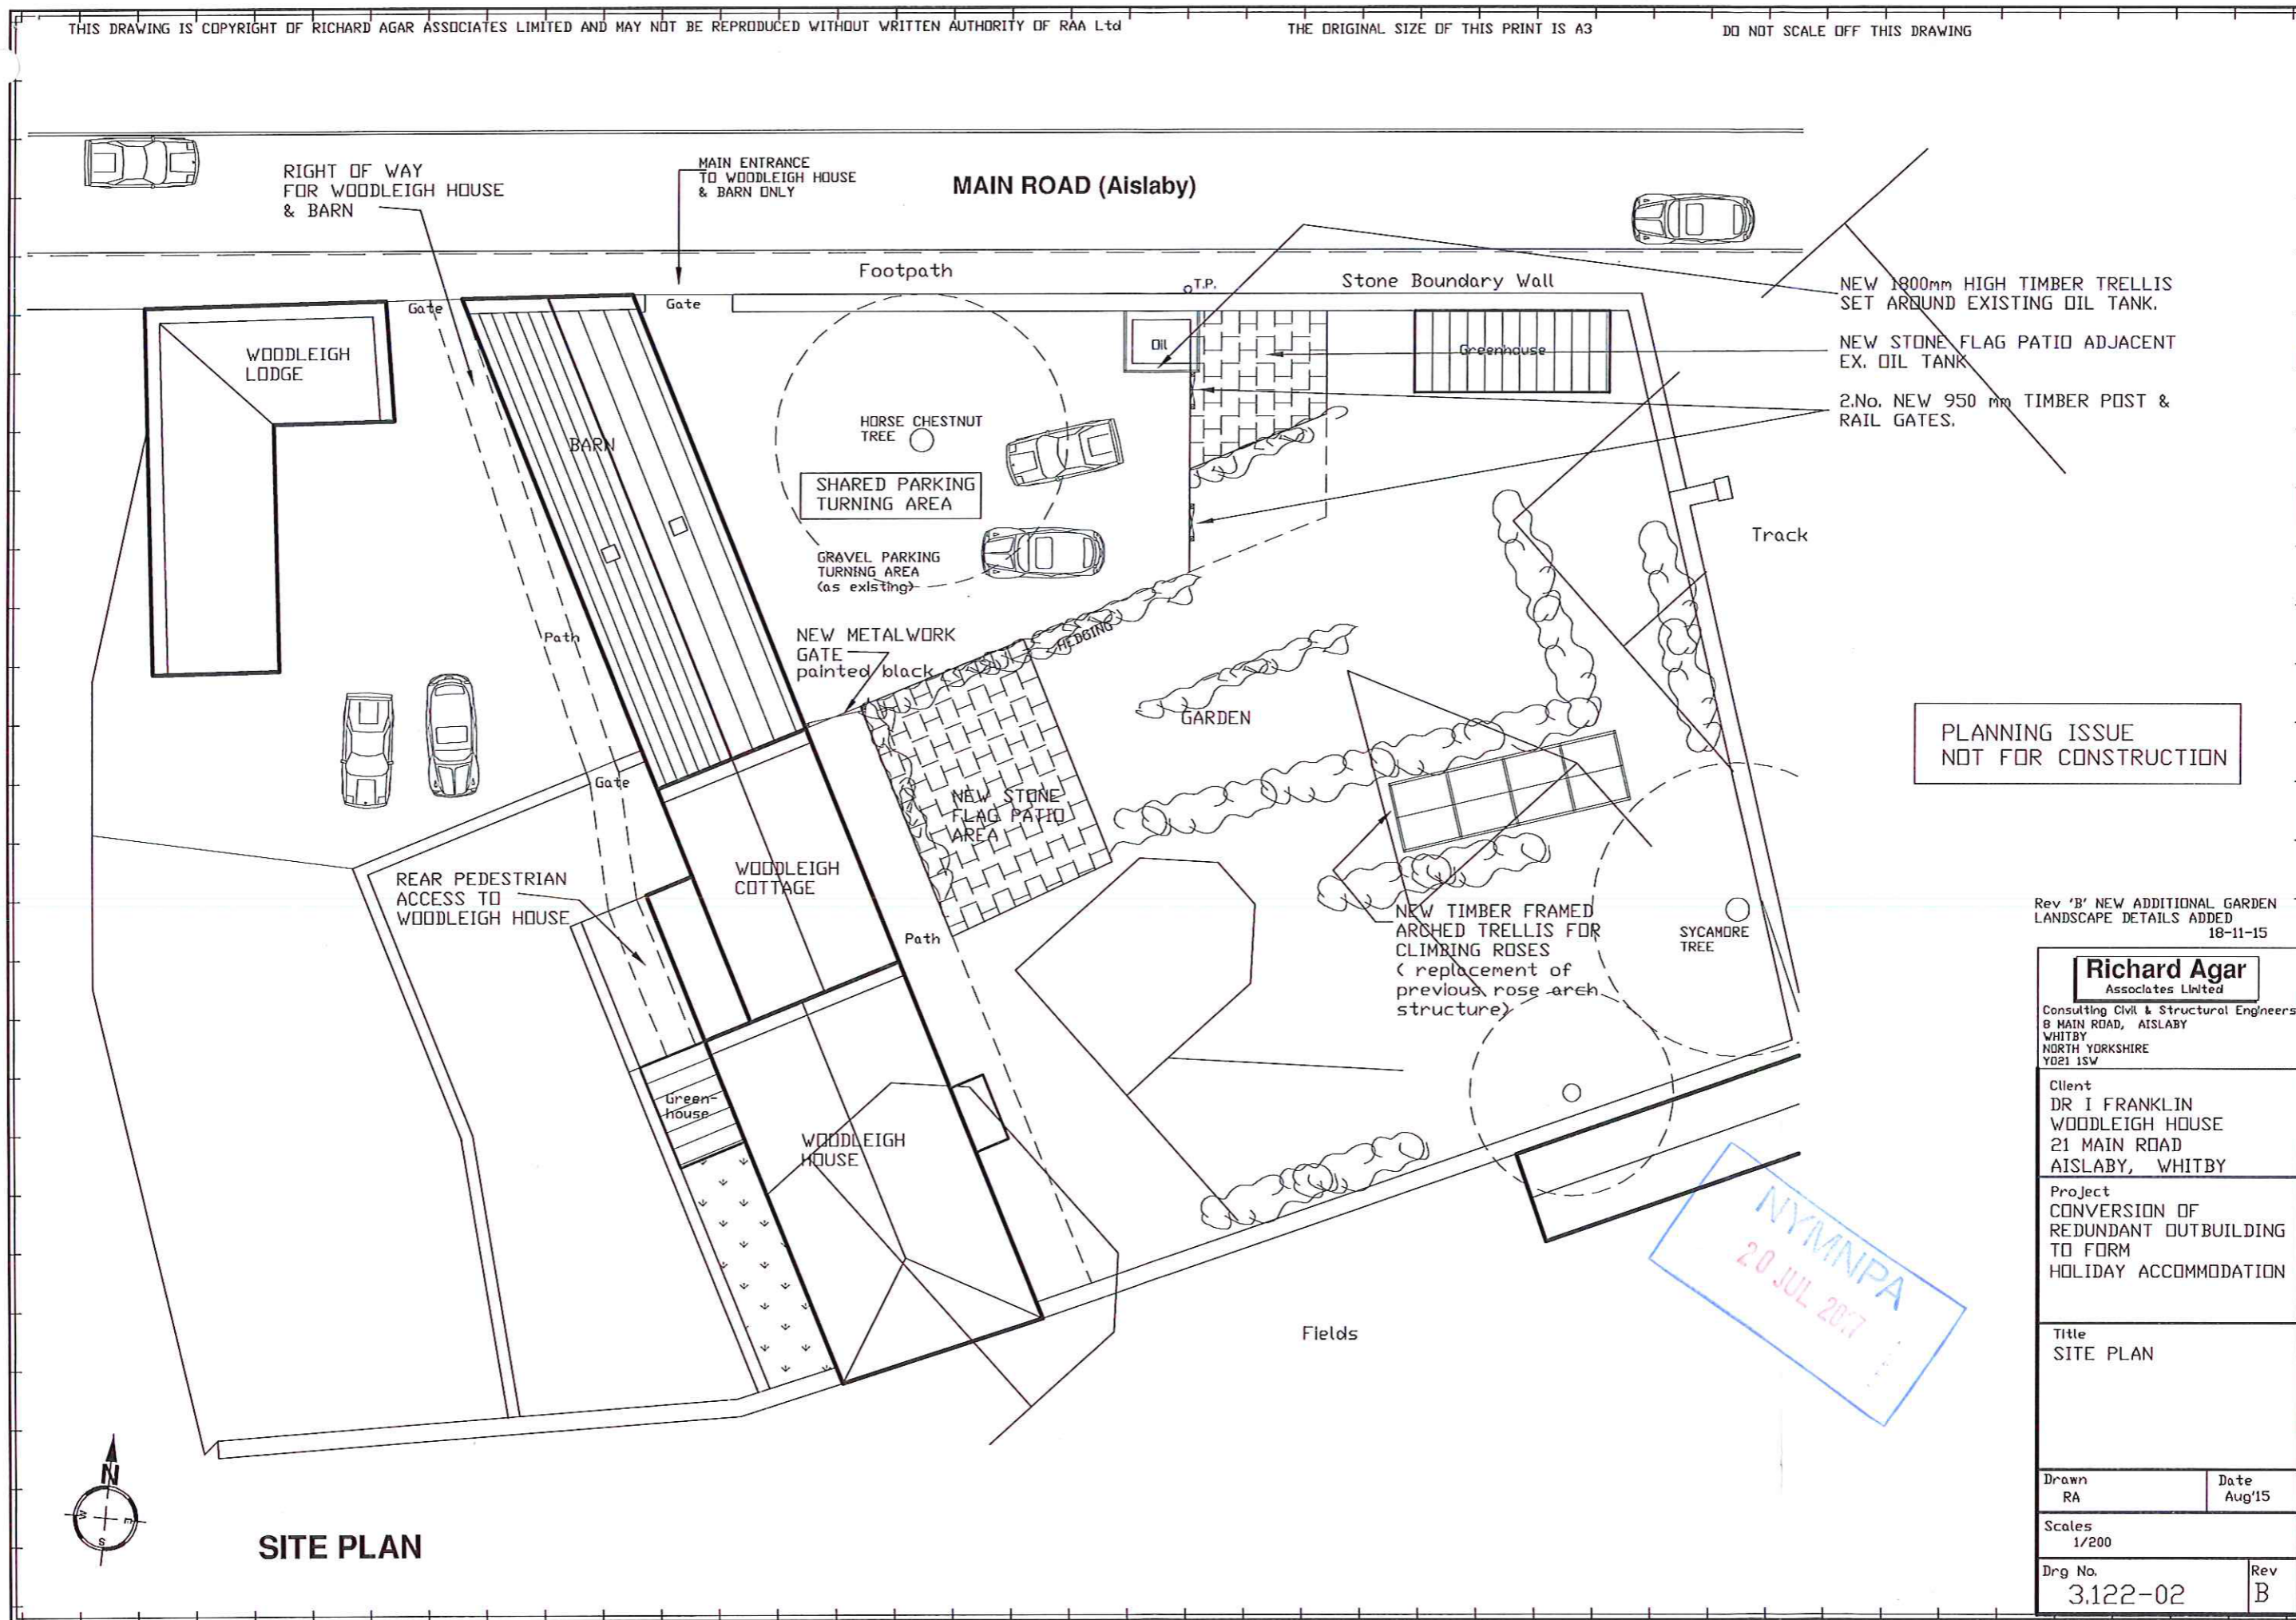 THIS DRAWING IS COPYRIGHT OF RICHARD AGAR ASSOCIATES LIMITED AND MAY NOT BE REPRODUCED WITHOUT WRITTEN AUTHORITY OF RAA Ltd
THE ORIGINAL SIZE OF THIS PRINT IS A3
DO NOT SCALE OFF THIS DRAWING
RIGHT OF WAY
FOR WOODLEIGH HOUSE
& BARN
MAIN ENTRANCE
TO WOODLEIGH HOUSE
& BARN ONLY
MAIN ROAD (Aislaby)
Footpath
T.P.
Stone Boundary Wall
Gate
Gate
NEW 1800mm HIGH TIMBER TRELLIS
SET AROUND EXISTING OIL TANK.
NEW STONE FLAG PATIO ADJACENT
EX. OIL TANK
2.No. NEW 950 mm TIMBER POST &
RAIL GATES.
WOODLEIGH
LODGE
OIL
Greenhouse
BARN
HORSE CHESTNUT
TREE
SHARED PARKING
TURNING AREA
GRAVEL PARKING
TURNING AREA
(as existing)
Track
Path
NEW METALWORK
GATE
painted black
HEDGING
GARDEN
PLANNING ISSUE
NOT FOR CONSTRUCTION
Gate
NEW STONE
FLAG PATIO
AREA
WOODLEIGH
COTTAGE
REAR PEDESTRIAN
ACCESS TO
WOODLEIGH HOUSE
Path
NEW TIMBER FRAMED
ARCHED TRELLIS FOR
CLIMBING ROSES
( replacement of
previous rose arch
structure)
SYCAMORE
TREE
Green-
house
WOODLEIGH
HOUSE
Fields
NYMNPA
20 JUL 2017
N
W
E
S
SITE PLAN
Rev 'B' NEW ADDITIONAL GARDEN
LANDSCAPE DETAILS ADDED
18-11-15
Richard Agar
Associates Limited
Consulting Civil & Structural Engineers
8 MAIN ROAD, AISLABY
WHITBY
NORTH YORKSHIRE
YO21 1SW
Client
DR I FRANKLIN
WOODLEIGH HOUSE
21 MAIN ROAD
AISLABY, WHITBY
Project
CONVERSION OF
REDUNDANT OUTBUILDING
TO FORM
HOLIDAY ACCOMMODATION
Title
SITE PLAN
Drawn
RA
Date
Aug'15
Scales
1/200
Drg No.
3.122-02
Rev
B